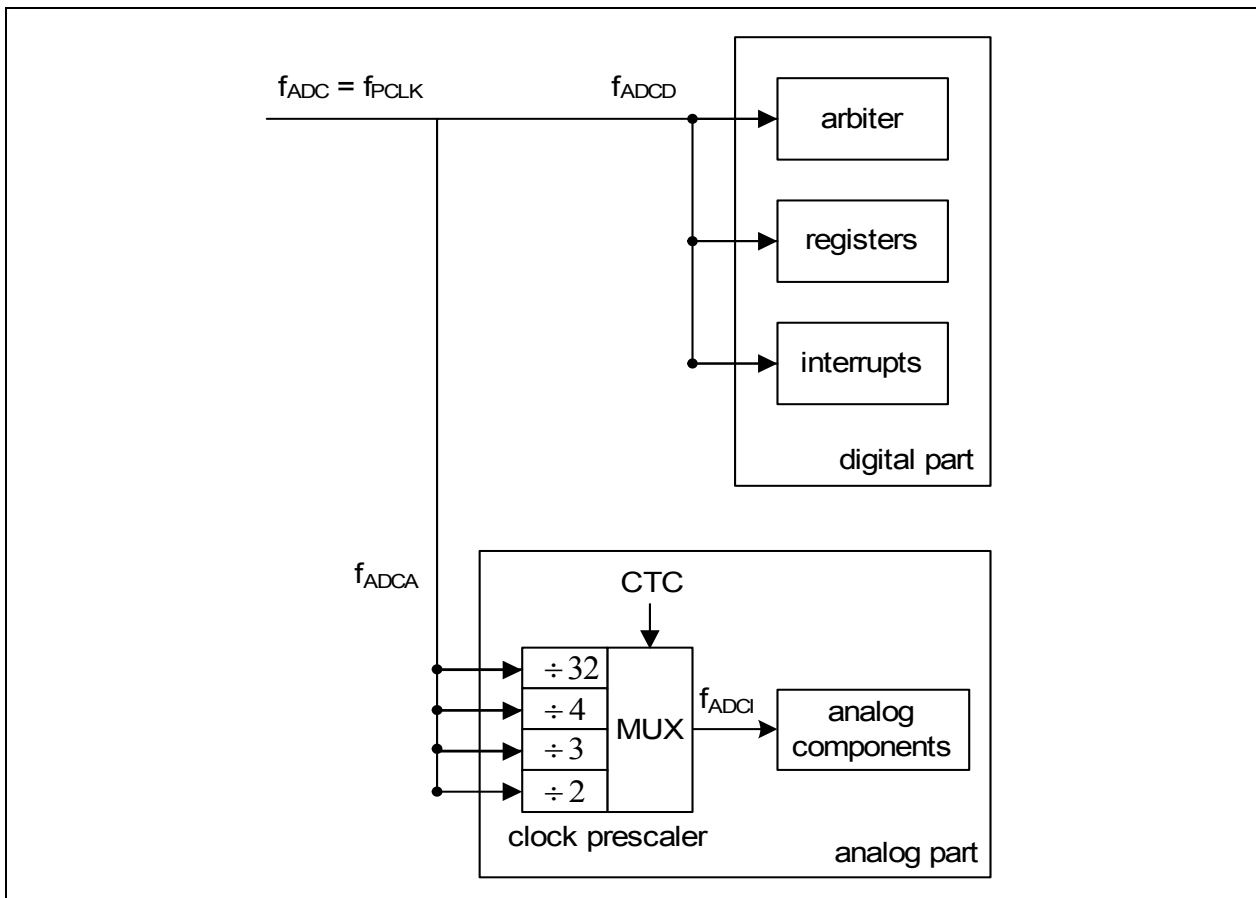 fADC = fPCLK
fADCD
arbiter
registers
interrupts
digital part
fADCA
CTC
÷ 32
÷ 4
÷ 3
÷ 2
MUX
fADCI
analog
components
clock prescaler
analog part